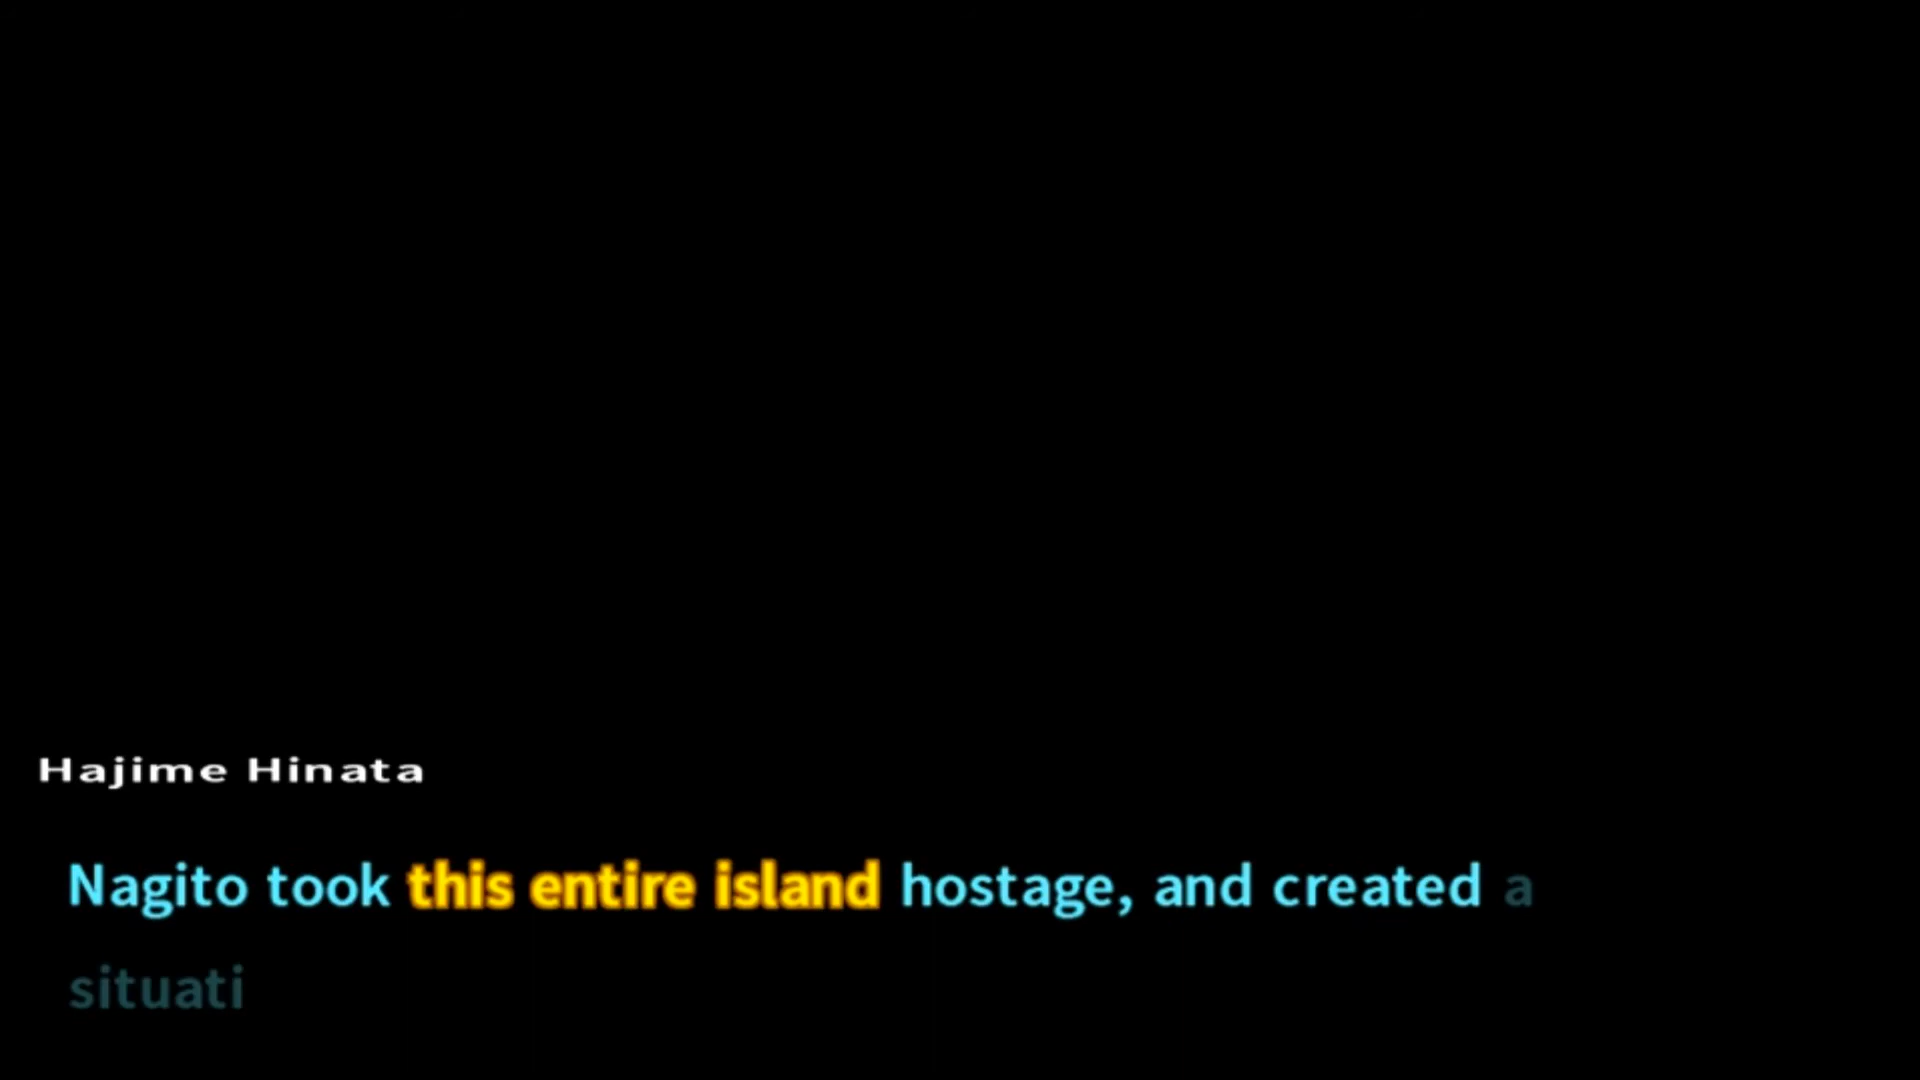 Hajime Hinata
Nagito took this entire island hostage, and created a
situati